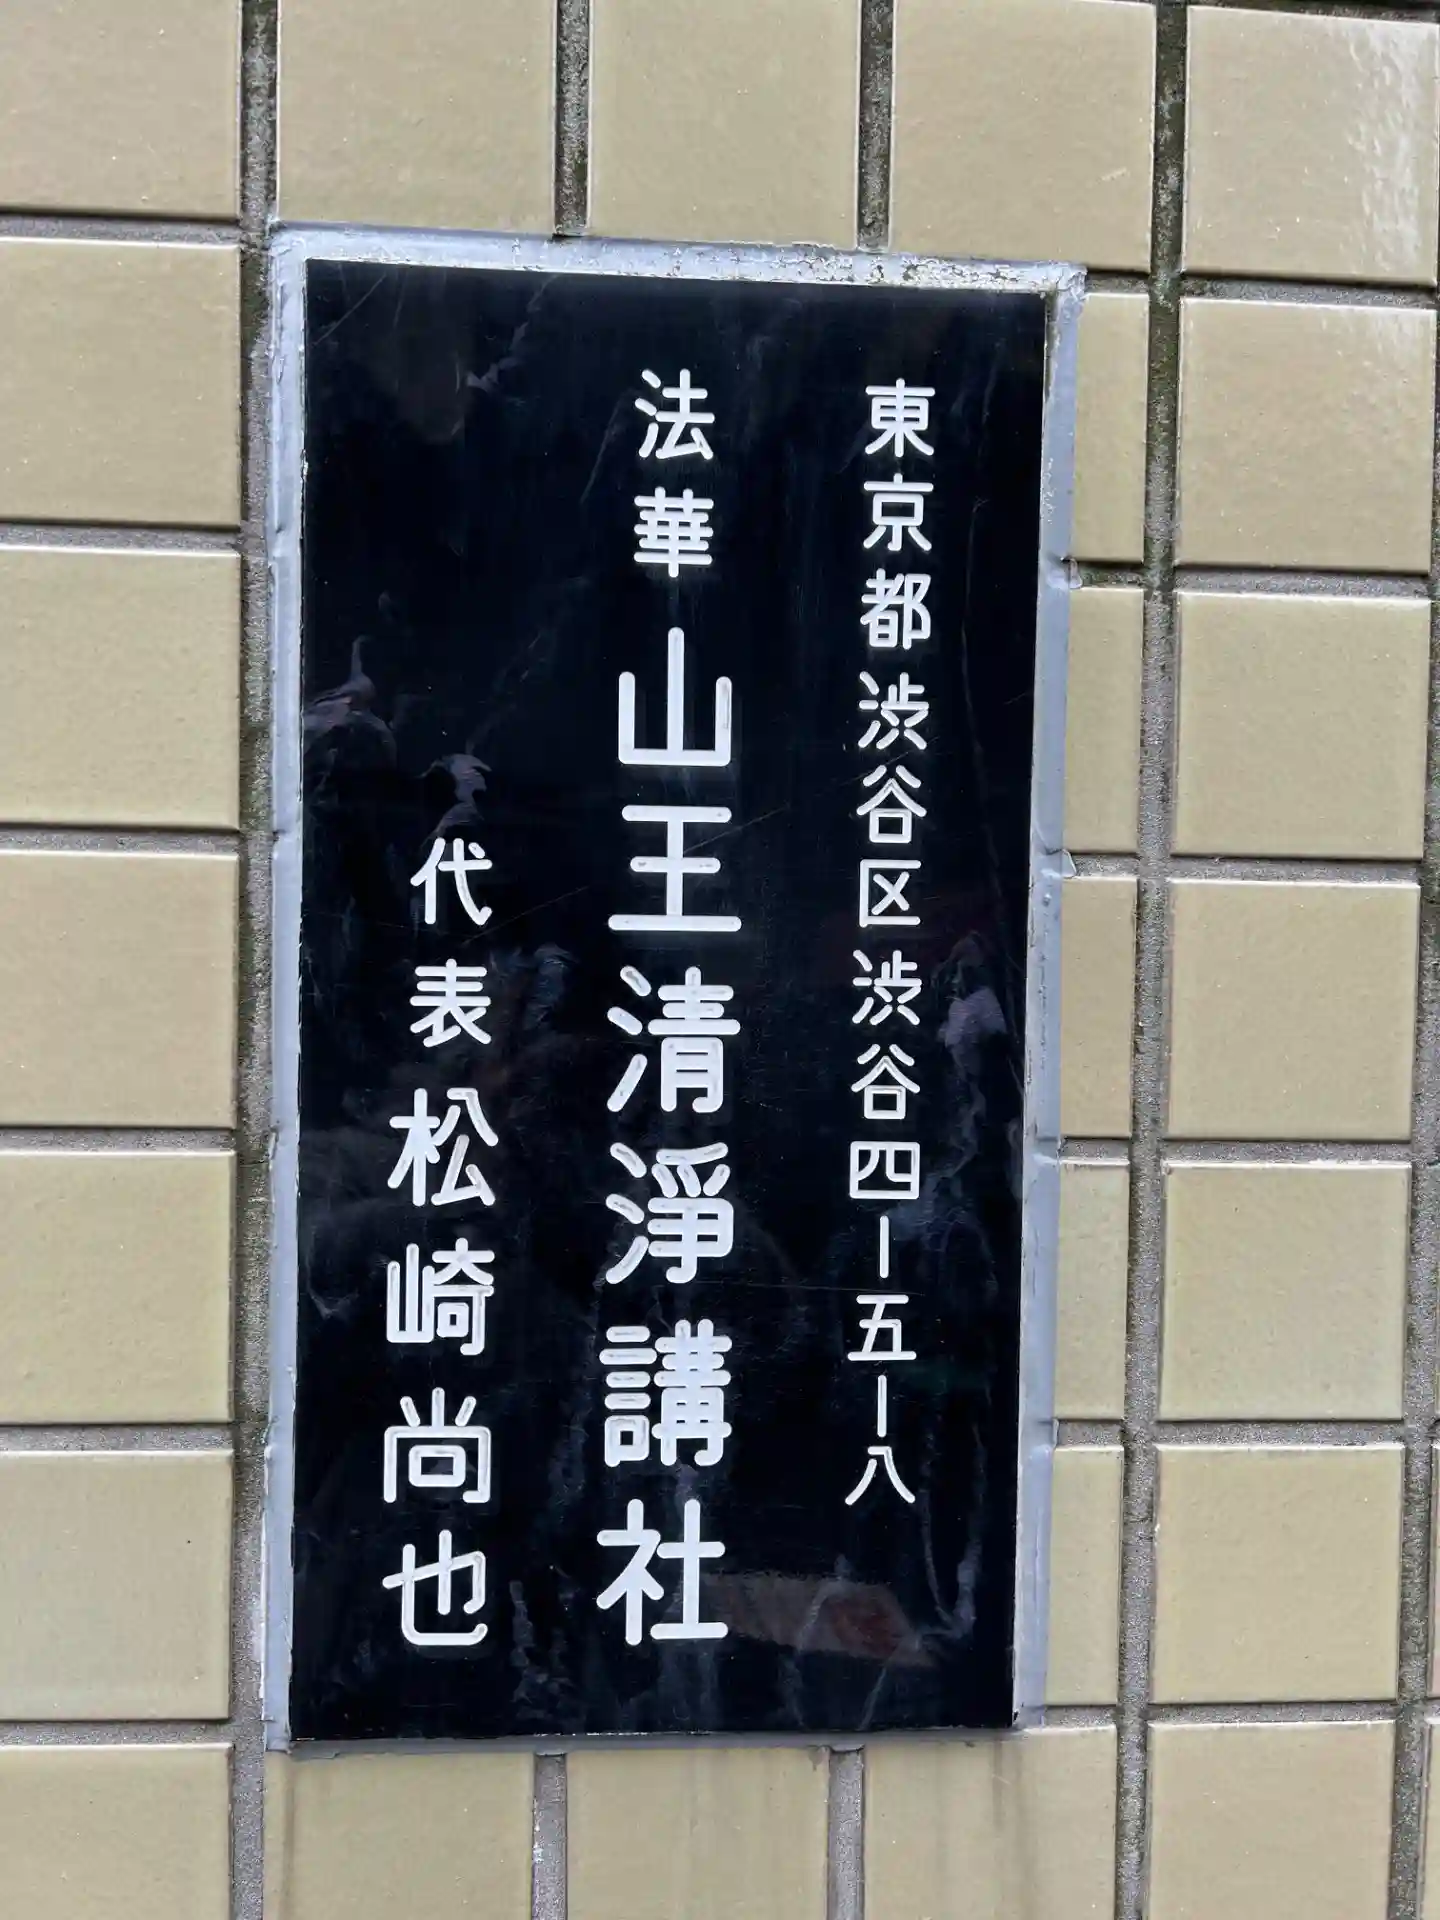 東京都渋谷区渋谷四ー五ー八
法華山王清淨講社
代表松崎尚也